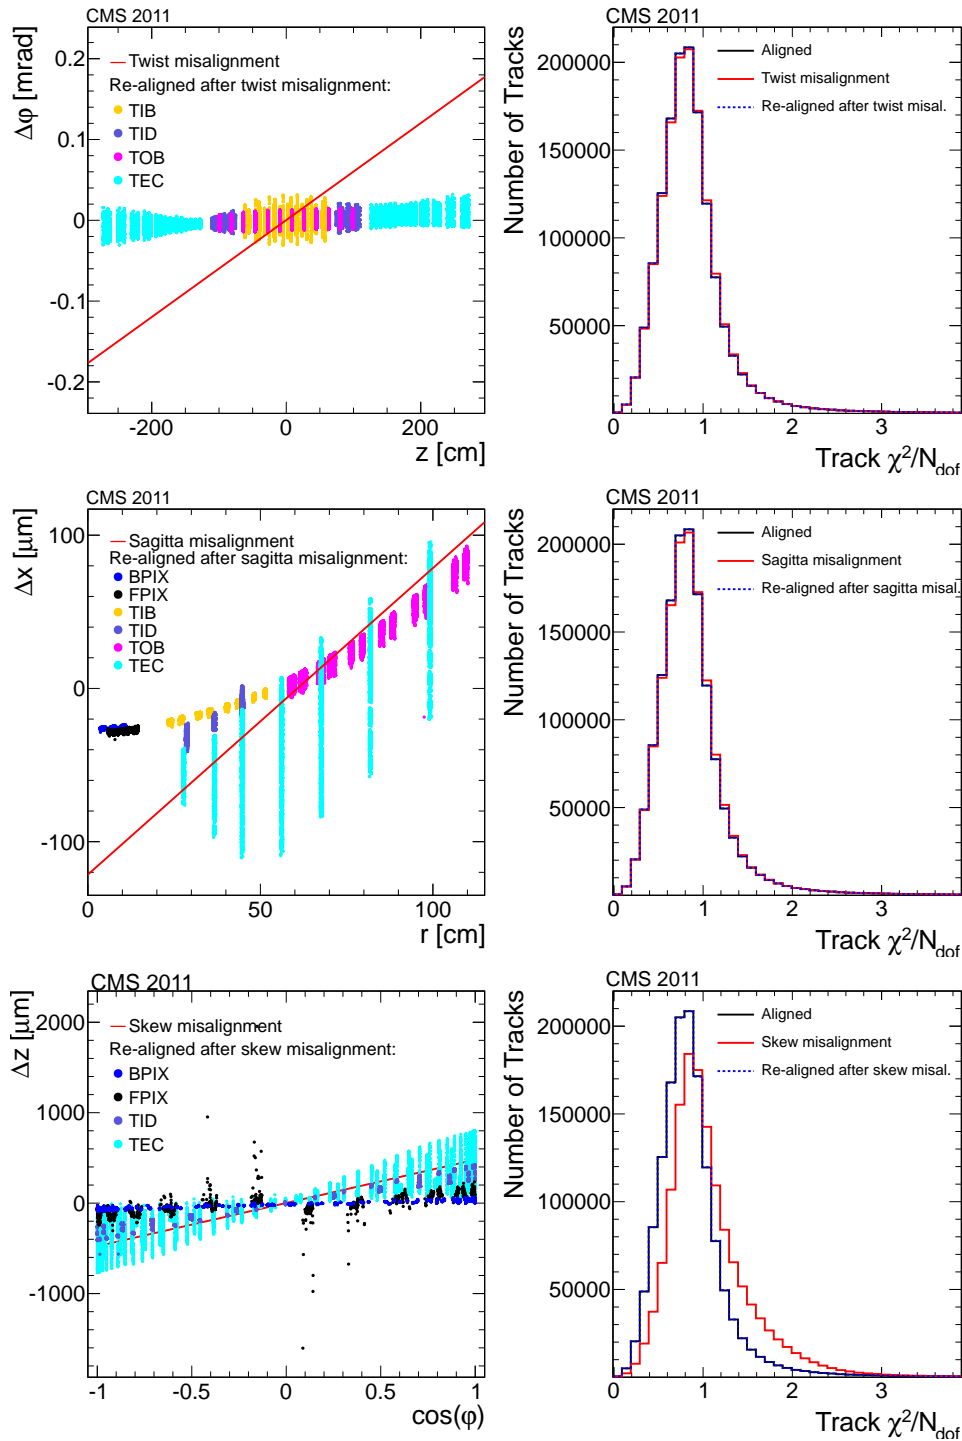 CMS 2011
Δφ [mrad]
0.2
0.1
0
-0.1
-0.2
Twist misalignment
Re-aligned after twist misalignment:
TIB
TID
TOB
TEC
-200
0
200
z [cm]
CMS 2011
Number of Tracks
200000
150000
100000
50000
Aligned
Twist misalignment
Re-aligned after twist misal.
0
1
2
3
Track χ²/N_dof
CMS 2011
Δx [μm]
100
0
-100
Sagitta misalignment
Re-aligned after sagitta misalignment:
BPIX
FPIX
TIB
TID
TOB
TEC
0
50
100
r [cm]
CMS 2011
Number of Tracks
200000
150000
100000
50000
Aligned
Sagitta misalignment
Re-aligned after sagitta misal.
0
1
2
3
Track χ²/N_dof
CMS 2011
Δz [μm]
2000
1000
0
-1000
Skew misalignment
Re-aligned after skew misalignment:
BPIX
FPIX
TID
TEC
-1
-0.5
0
0.5
1
cos(φ)
CMS 2011
Number of Tracks
200000
150000
100000
50000
Aligned
Skew misalignment
Re-aligned after skew misal.
0
1
2
3
Track χ²/N_dof